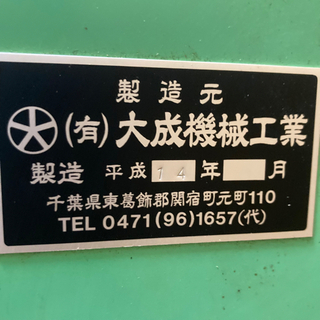 製造元
(有)大成機械工業
製造 平成14年 月
千葉県東葛飾郡関宿町元町110
TEL 0471(96)1657(代)